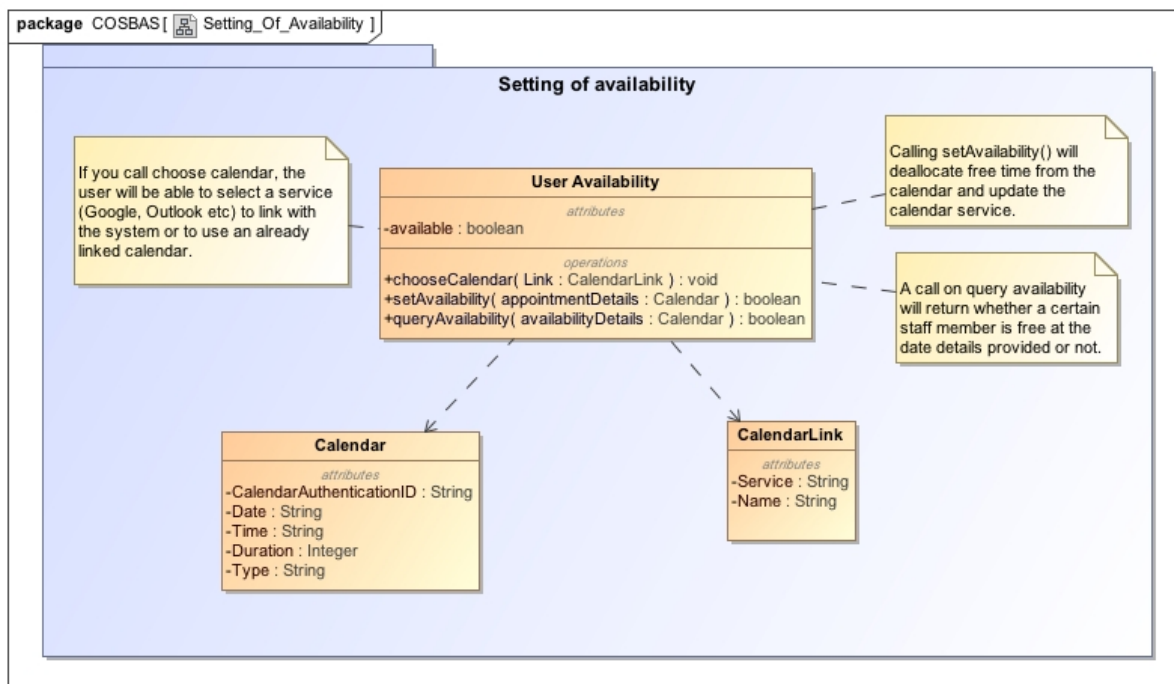 package COSBAS[ Setting_Of_Availability ]
Setting of availability
If you call choose calendar, the
user will be able to select a service
(Google, Outlook etc) to link with
the system or to use an already
linked calendar.
User Availability
attributes
-available : boolean
operations
+chooseCalendar( Link : CalendarLink ) : void
+setAvailability( appointmentDetails : Calendar ) : boolean
+queryAvailability( availabilityDetails : Calendar ) : boolean
Calling setAvailability() will
deallocate free time from the
calendar and update the
calendar service.
A call on query availability
will return whether a certain
staff member is free at the
date details provided or not.
Calendar
attributes
-CalendarAuthenticationID : String
-Date : String
-Time : String
-Duration : Integer
-Type : String
CalendarLink
attributes
-Service : String
-Name : String